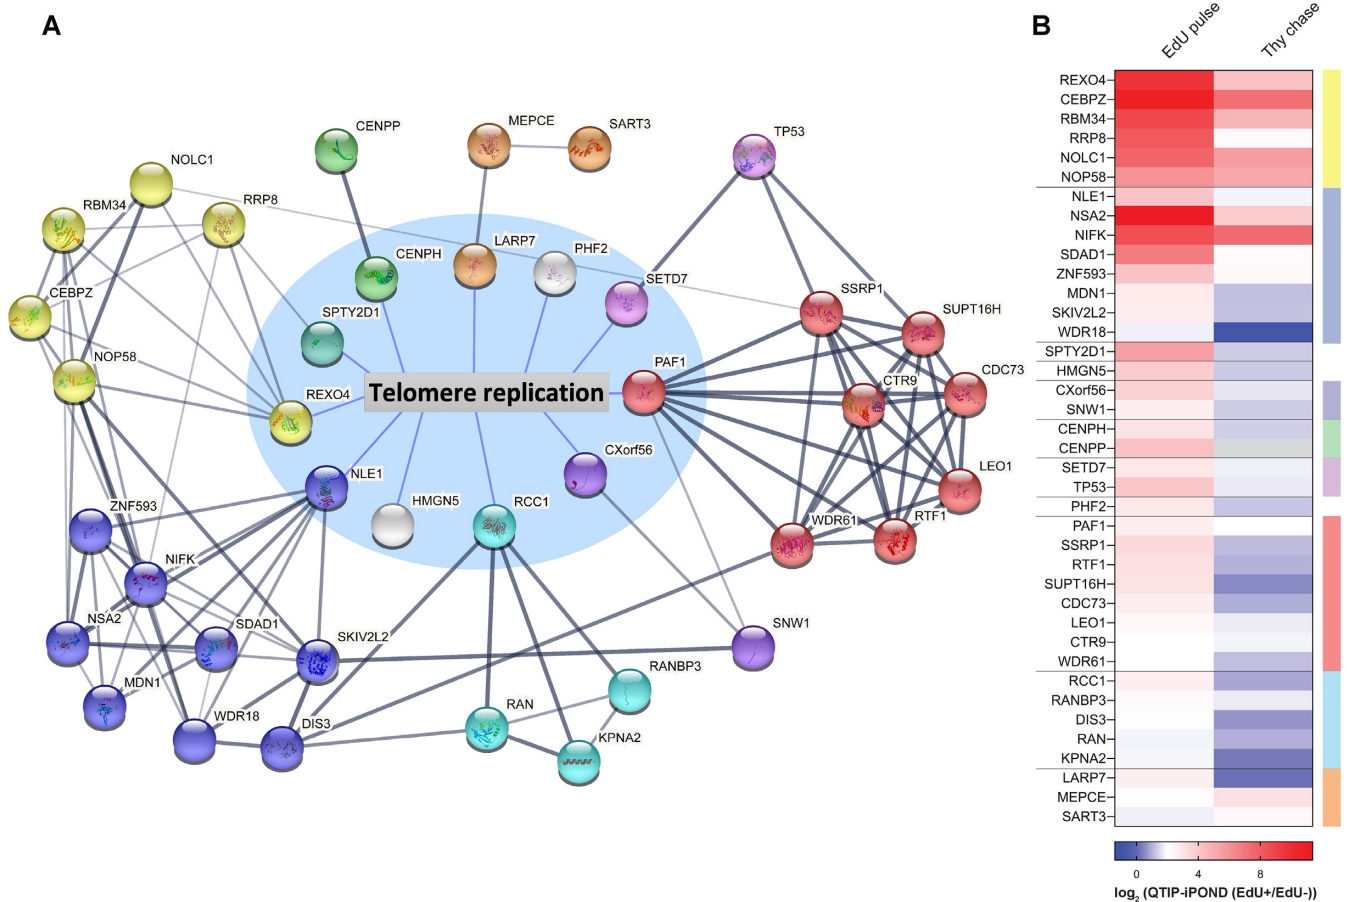 A
CENPP
MEPCE
SART3
TP53
NOLC1
RBM34
RRP8
CENPH
LARP7
PHF2
SETD7
CEBPZ
SPTY2D1
SSRP1
SUPT16H
NOP58
REXO4
Telomere replication
PAF1
CTR9
CDC73
NLE1
CXorf56
LEO1
ZNF593
HMGN5
RCC1
WDR61
RTF1
NIFK
NSA2
SDAD1
SKIV2L2
SNW1
MDN1
RANBP3
WDR18
DIS3
RAN
KPNA2
B
EdU pulse
Thy chase
REXO4
CEBPZ
RBM34
RRP8
NOLC1
NOP58
NLE1
NSA2
NIFK
SDAD1
ZNF593
MDN1
SKIV2L2
WDR18
SPTY2D1
HMGN5
CXorf56
SNW1
CENPH
CENPP
SETD7
TP53
PHF2
PAF1
SSRP1
RTF1
SUPT16H
CDC73
LEO1
CTR9
WDR61
RCC1
RANBP3
DIS3
RAN
KPNA2
LARP7
MEPCE
SART3
0 4 8
log₂ (QTIP-iPOND (EdU+/EdU-))